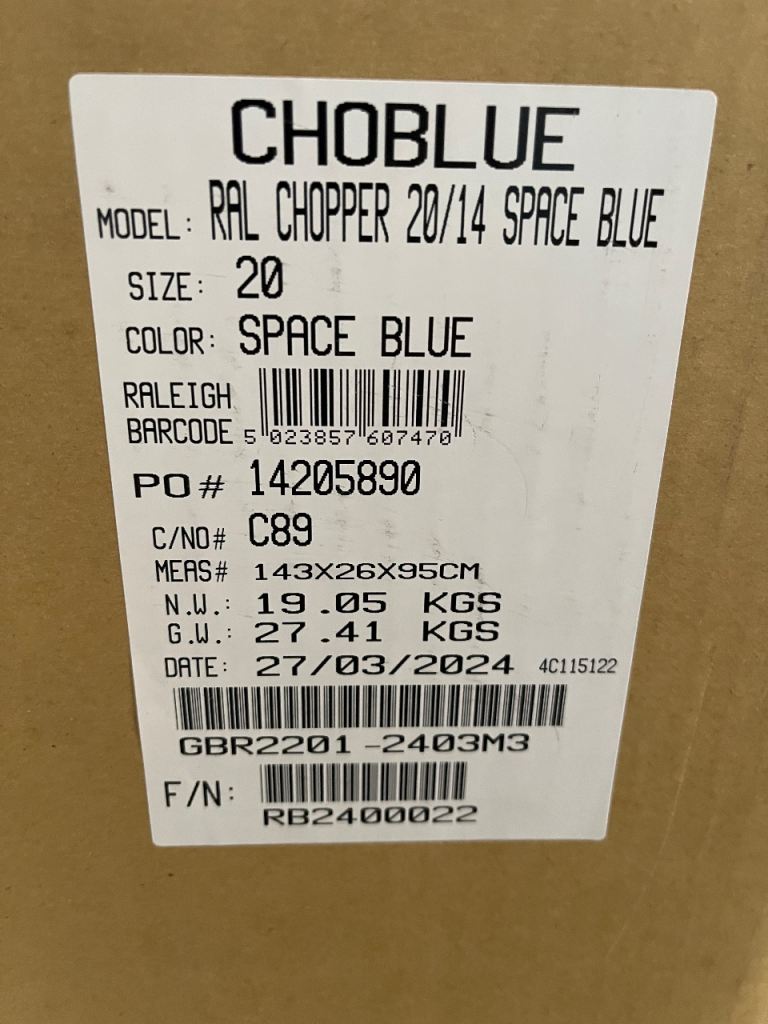 CHOBLUE
MODEL: RAL CHOPPER 20/14 SPACE BLUE
SIZE: 20
COLOR: SPACE BLUE
RALEIGH
BARCODE 5 023857 607470
PO# 14205890
C/NO# C89
MEAS# 143X26X95CM
N.W.: 19.05 KGS
G.W.: 27.41 KGS
DATE: 27/03/2024 4C115122
GBR2201-2403M3
F/N:
RB2400022